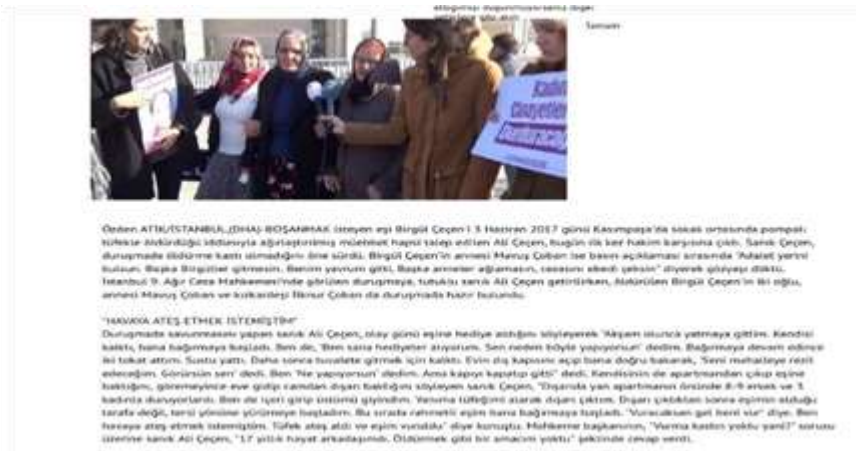 Tamam
Kadın
Cinayetlerini
Durduracağız
Özden ATİK/İSTANBUL,(DHA)-BOŞANMAK isteyen eşi Birgül Çeçen'i 3 Haziran 2017 günü Kasımpaşa'da sokak ortasında pompalı
tüfekle öldürdüğü iddiasıyla ağırlaştırılmış müebbet hapsi talep edilen Ali Çeçen, bugün ilk kez hakim karşısına çıktı. Sanık Çeçen,
duruşmada öldürme kastı olmadığını öne sürdü. Birgül Çeçen'in annesi Mavuş Çoban ise basın açıklaması sırasında "Adalet yerini
bulsun. Başka Birgüller gitmesin. Benim yavrum gitti, Başka anneler ağlamasın, cezasını ebedi çeksin" diyerek gözyaşı döktü.
İstanbul 9. Ağır Ceza Mahkemesi'nde görülen duruşmaya, tutuklu sanık Ali Çeçen getirilirken, öldürülen Birgül Çeçen'in iki oğlu,
annesi Mavuş Çoban ve kızkardeşi İlknur Çoban da duruşmada hazır bulundu.
"HAVAYA ATEŞ ETMEK İSTEMİŞTİM"
Duruşmada savunmasını yapan sanık Ali Çeçen, olay günü eşine hediye aldığını söyleyerek "Akşam olunca yatmaya gittim. Kendisi
kalktı, bana bağırmaya başladı. Ben de, 'Ben sana hediyeler alıyorum. Sen neden böyle yapıyorsun' dedim. Bağırmaya devam edince
iki tokat attım. Sustu yattı. Daha sonra tuvalete gitmek için kalktı. Evin dış kapısını açıp bana doğru bakarak, 'Seni mahalleye rezil
edeceğim. Görürsün sen' dedi. Ben 'Ne yapıyorsun' dedim. Ama kapıyı kapatıp gitti" dedi. Kendisinin de apartmandan çıkıp eşine
baktığını, göremeyince eve gidip camdan dışarı baktığını söyleyen sanık Çeçen, "Dışarıda yan apartmanın önünde 8-9 erkek ve 3
kadınla duruyorlardı. Ben de içeri girip üstümü giyindim. Yanıma tüfeğimi alarak dışarı çıktım. Dışarı çıktıktan sonra eşimin olduğu
tarafa değil, tersi yönüne yürümeye başladım. Bu sırada rahmetli eşim bana bağırmaya başladı. 'Vuracaksan gel beni vur' diye. Ben
havaya ateş etmek istemiştim. Tüfek ateş aldı ve eşim vuruldu" diye konuştu. Mahkeme başkanının, "Vurma kastın yoktu yani?" sorusu
üzerine sanık Ali Çeçen, "17 yıllık hayat arkadaşımdı. Öldürmek gibi bir amacım yoktu" şeklinde cevap verdi.